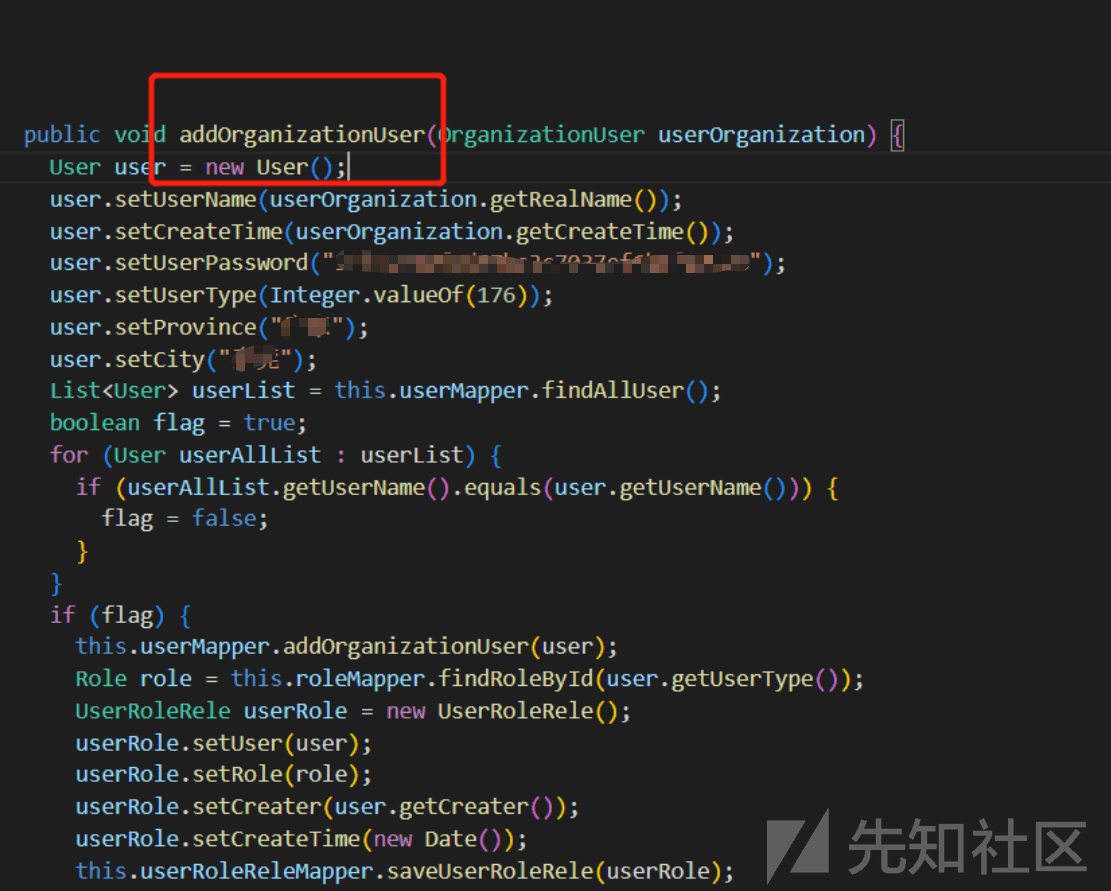 public void addOrganizationUser(OrganizationUser userOrganization) {
User user = new User();
user.setUserName(userOrganization.getRealName());
user.setCreateTime(userOrganization.getCreateTime());
user.setUserPassword("");
user.setUserType(Integer.valueOf(176));
user.setProvince("");
user.setCity("");
List<User> userList = this.userMapper.findAllUser();
boolean flag = true;
for (User userAllList : userList) {
if (userAllList.getUserName().equals(user.getUserName())) {
flag = false;
}
}
if (flag) {
this.userMapper.addOrganizationUser(user);
Role role = this.roleMapper.findRoleById(user.getUserType());
UserRoleRele userRole = new UserRoleRele();
userRole.setUser(user);
userRole.setRole(role);
userRole.setCreater(user.getCreater());
userRole.setCreateTime(new Date());
this.userRoleReleMapper.saveUserRoleRele(userRole);
先知社区